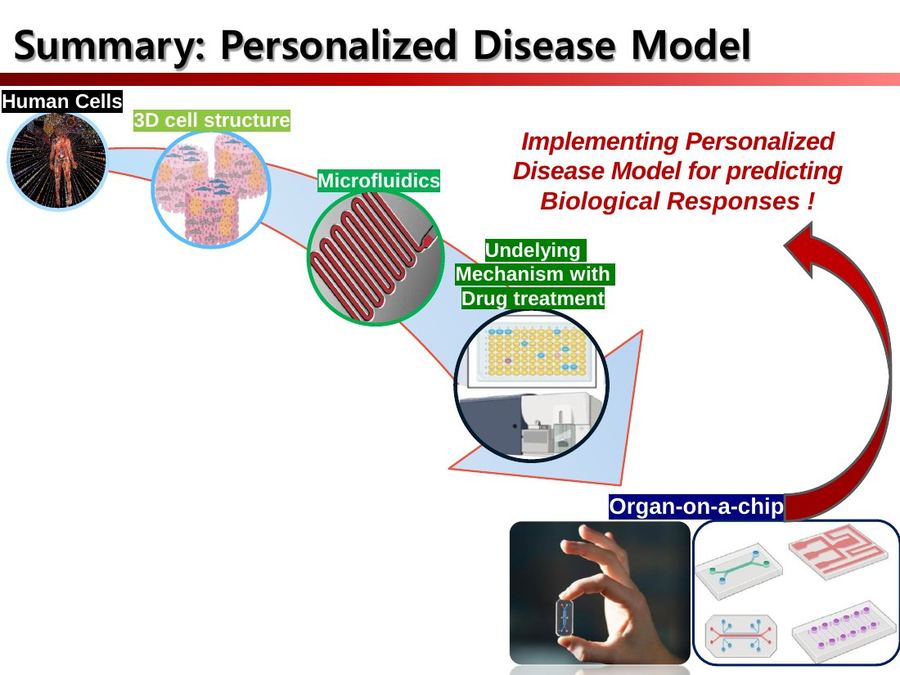 Summary: Personalized Disease Model
Human Cells
3D cell structure
Microfluidics
Undelying
Mechanism with
Drug treatment
Implementing Personalized
Disease Model for predicting
Biological Responses !
Organ-on-a-chip